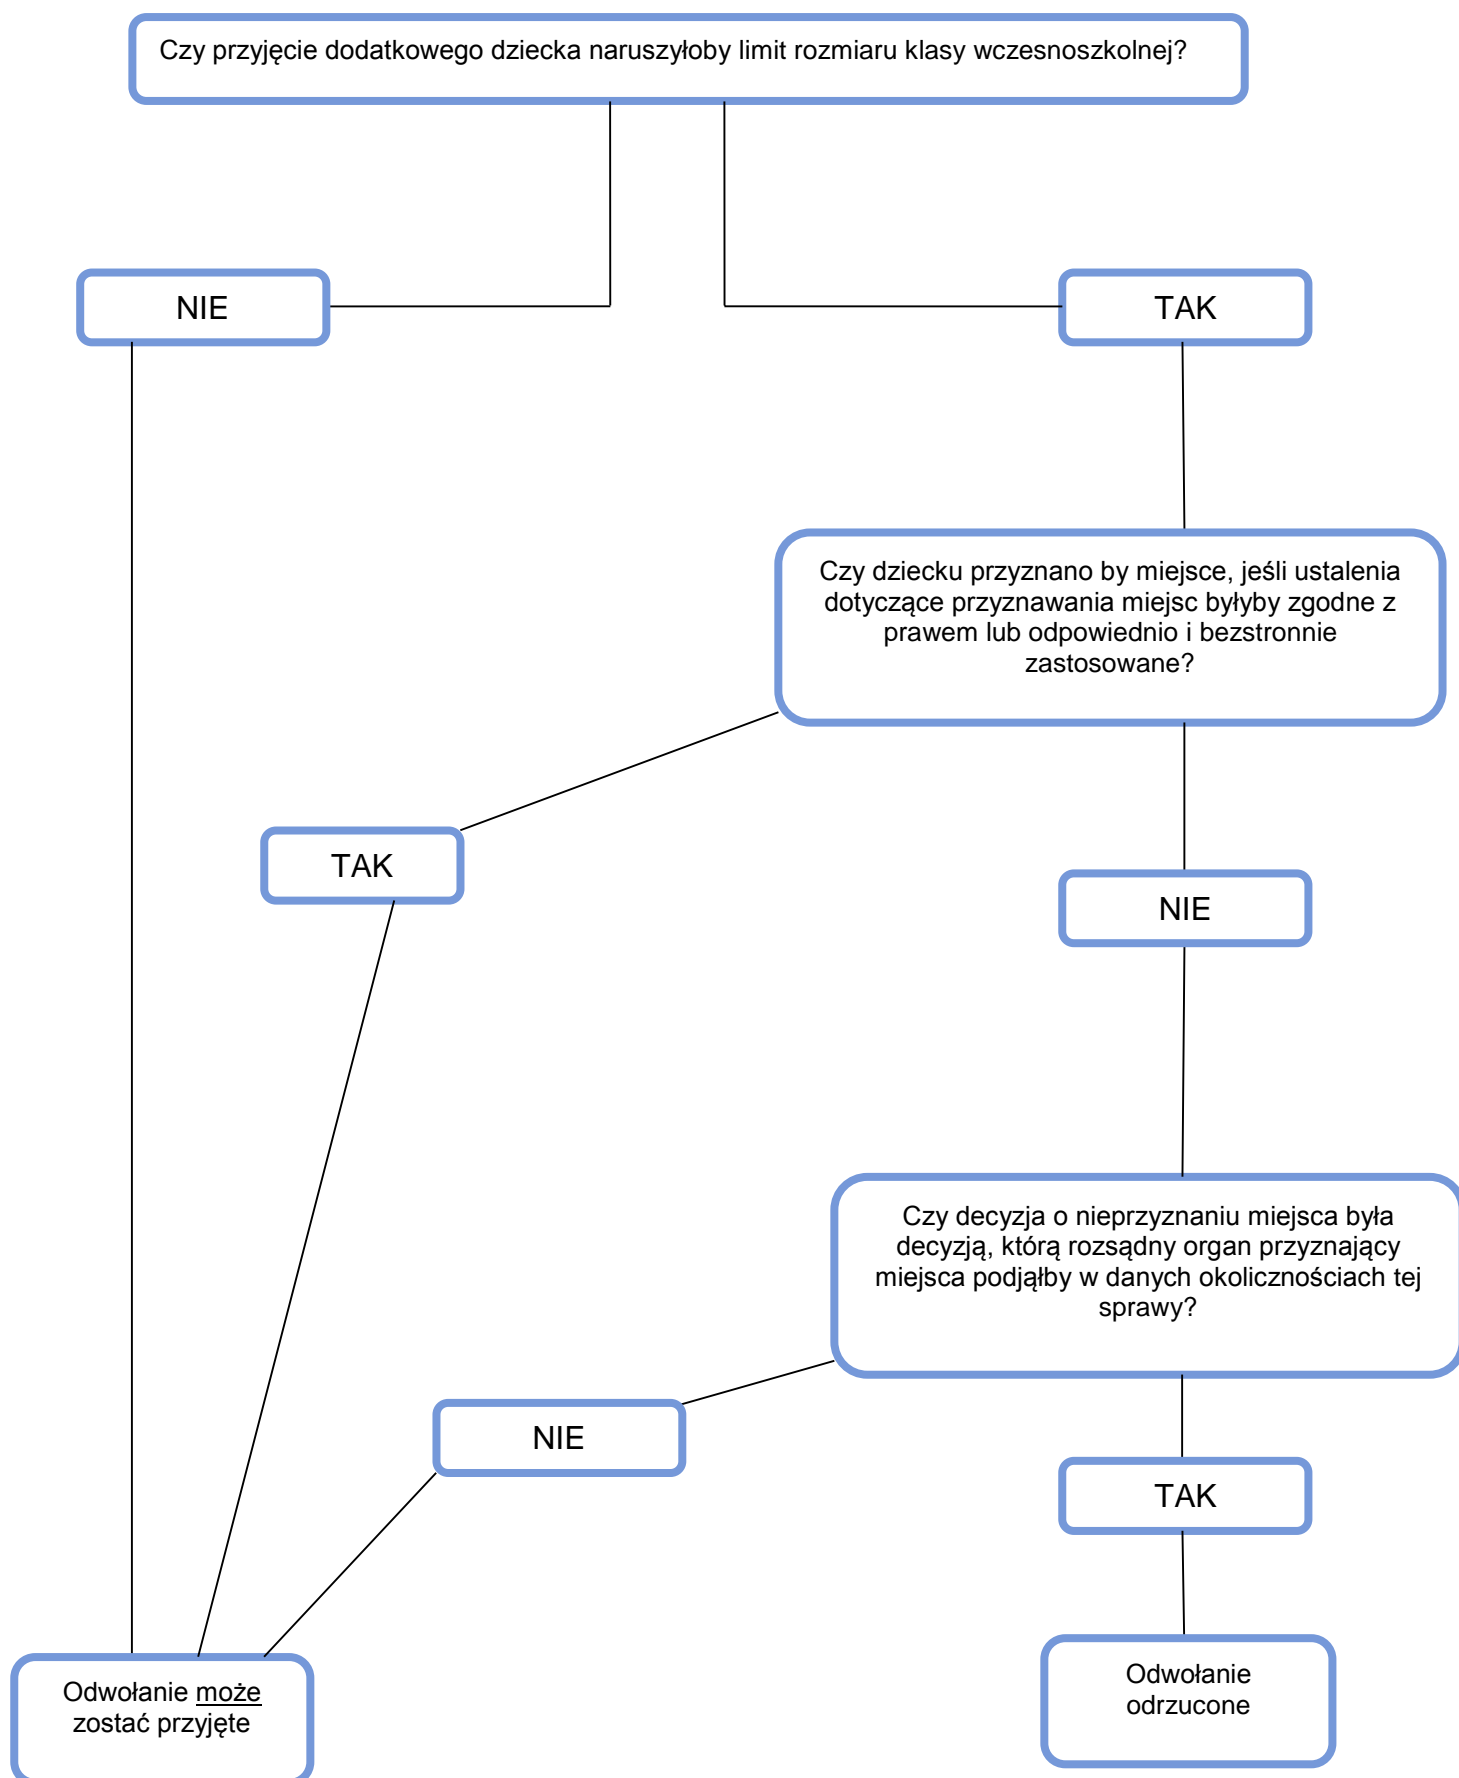 Czy przyjęcie dodatkowego dziecka naruszyłoby limit rozmiaru klasy wczesnoszkolnej?
NIE
TAK
Czy dziecku przyznano by miejsce, jeśli ustalenia
dotyczące przyznawania miejsc byłyby zgodne z
prawem lub odpowiednio i bezstronnie
zastosowane?
TAK
NIE
Czy decyzja o nieprzyznaniu miejsca była
decyzją, którą rozsądny organ przyznający
miejsca podjąłby w danych okolicznościach tej
sprawy?
NIE
TAK
Odwołanie może
zostać przyjęte
Odwołanie
odrzucone